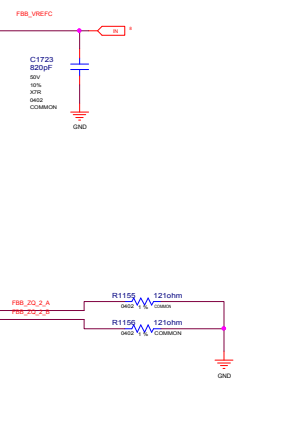 FBB_VREFC
IN
C1723
820pF
50V
10%
X7R
0402
COMMON
GND
R1155 121ohm
FBB_ZQ_2_A 0402 1 % COMMON
FBB_ZQ_2_B
R1156 121ohm
0402 1 % COMMON
GND